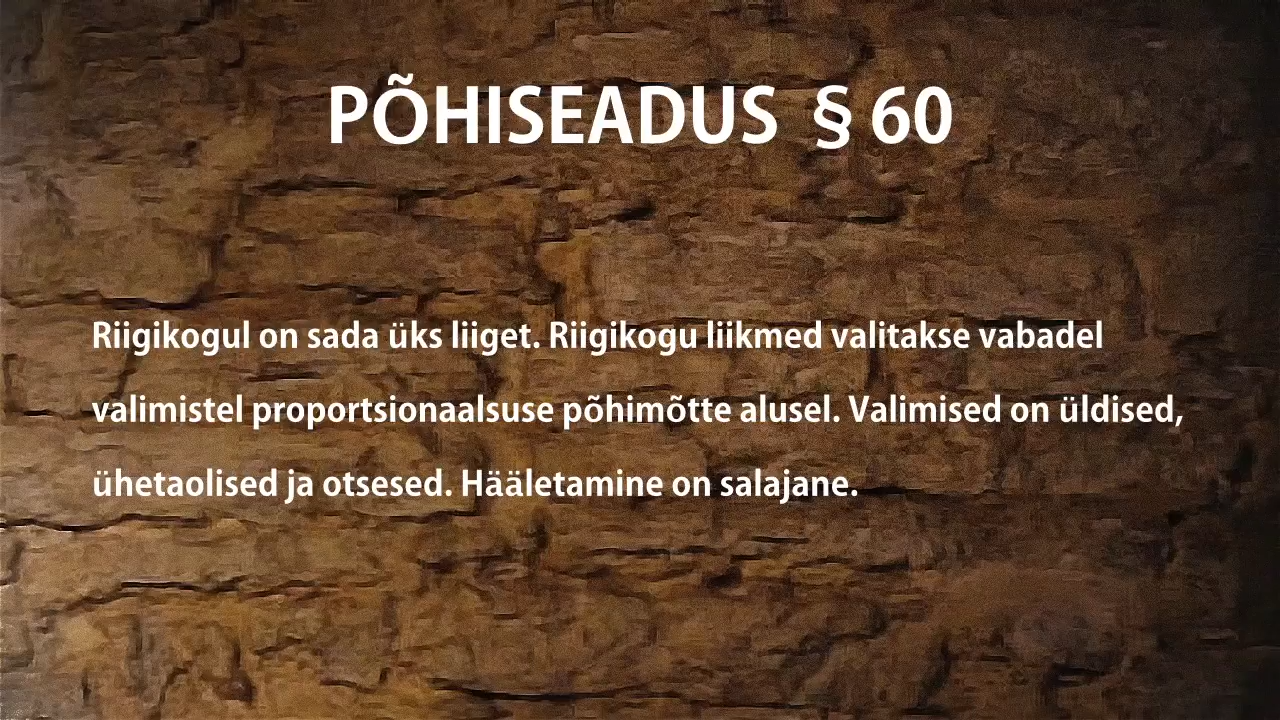 PÕHISEADUS § 60
Riigikogul on sada üks liiget. Riigikogu liikmed valitakse vabadel
valimistel proportsionaalsuse põhimõtte alusel. Valimised on üldised,
ühetaolised ja otsesed. Hääletamine on salajane.